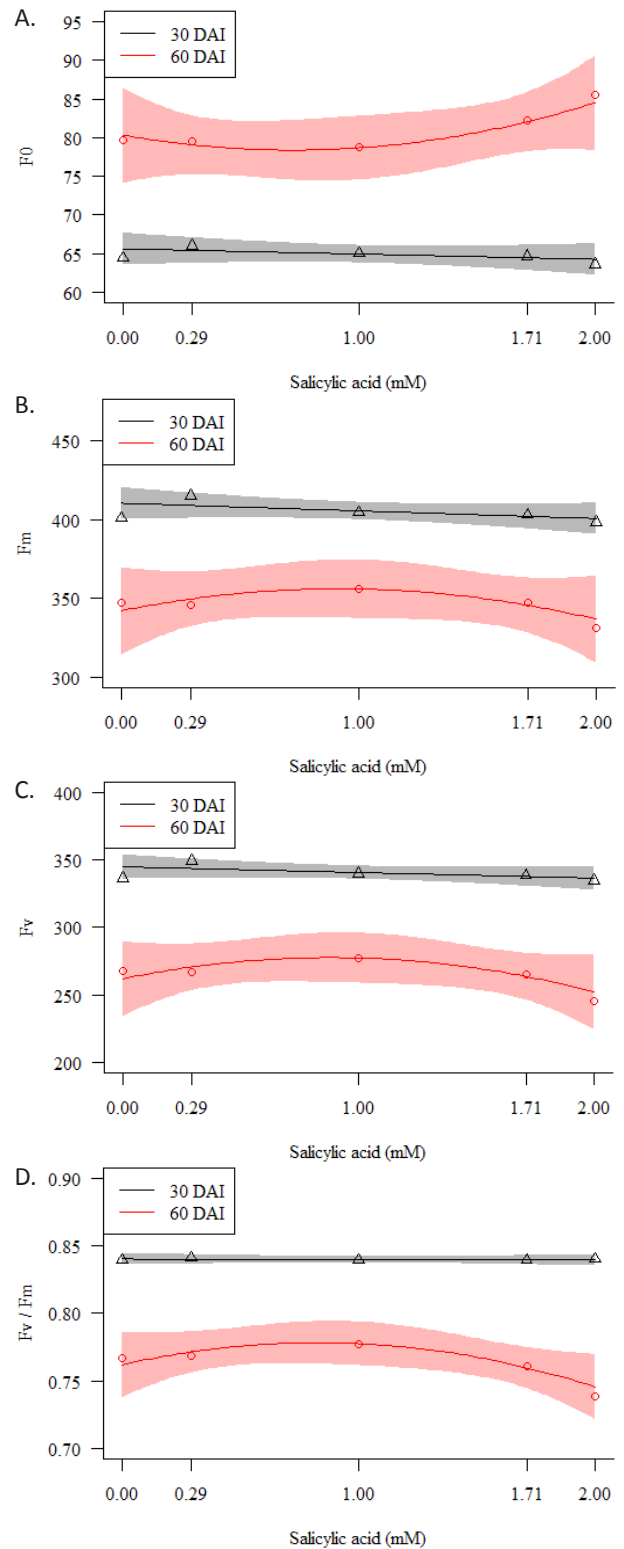 A.
30 DAI
60 DAI
95
90
85
80
75
70
65
60
F0
0.00 0.29 1.00 1.71 2.00
Salicylic acid (mM)
B.
30 DAI
60 DAI
450
400
350
300
Fm
0.00 0.29 1.00 1.71 2.00
Salicylic acid (mM)
C.
30 DAI
60 DAI
400
350
300
250
200
Fv
0.00 0.29 1.00 1.71 2.00
Salicylic acid (mM)
D.
30 DAI
60 DAI
0.90
0.85
0.80
0.75
0.70
Fv / Fm
0.00 0.29 1.00 1.71 2.00
Salicylic acid (mM)